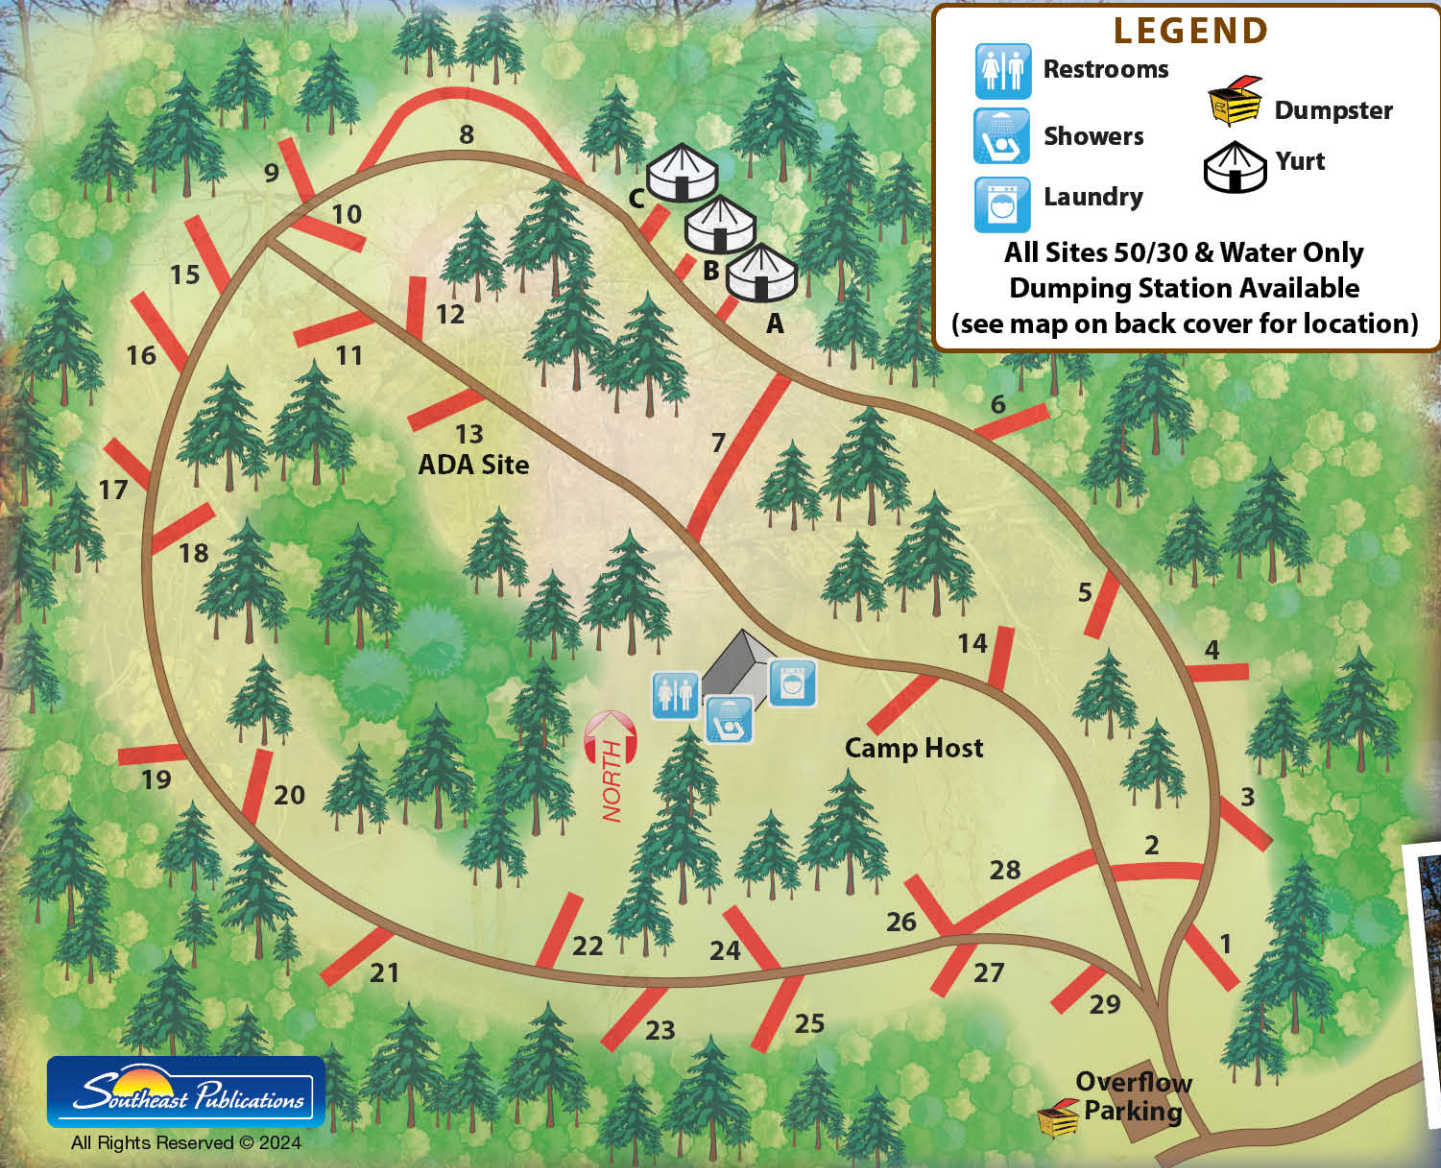 LEGEND
Restrooms
Showers
Laundry
Dumpster
Yurt
All Sites 50/30 & Water Only
Dumping Station Available
(see map on back cover for location)
8
9
10
C
B
A
15
12
16
11
13
ADA Site
7
6
17
18
5
14
4
Camp Host
NORTH
19
20
3
2
28
26
1
22
24
21
27
29
25
23
Overflow
Parking
Southeast Publications
All Rights Reserved © 2024